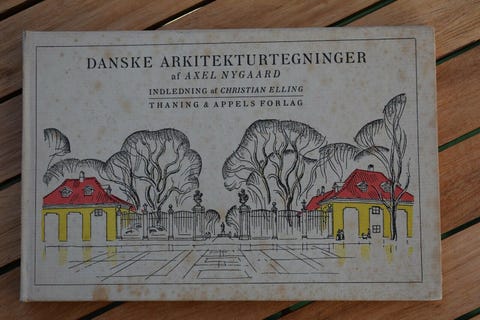 DANSKE ARKITEKTURTEGNINGER
af AXEL NYGAARD
INDLEDNING af CHRISTIAN ELLING
THANING & APPELS FORLAG